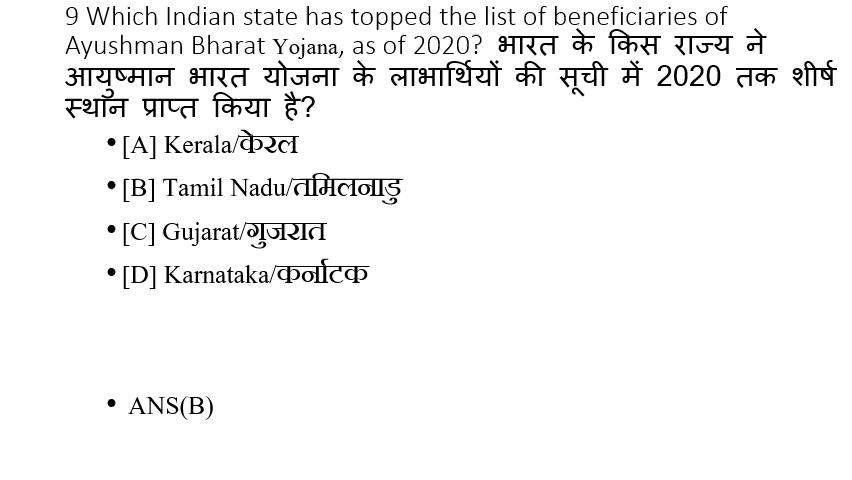 9 Which Indian state has topped the list of beneficiaries of
Ayushman Bharat Yojana, as of 2020? भारत के किस राज्य ने
आयुष्मान भारत योजना के लाभार्थियों की सूची में 2020 तक शीर्ष
स्थान प्राप्त किया है?
• [A] Kerala/केरल
• [B] Tamil Nadu/तमिलनाडु
• [C] Gujarat/गुजरात
• [D] Karnataka/कर्नाटक
• ANS(B)